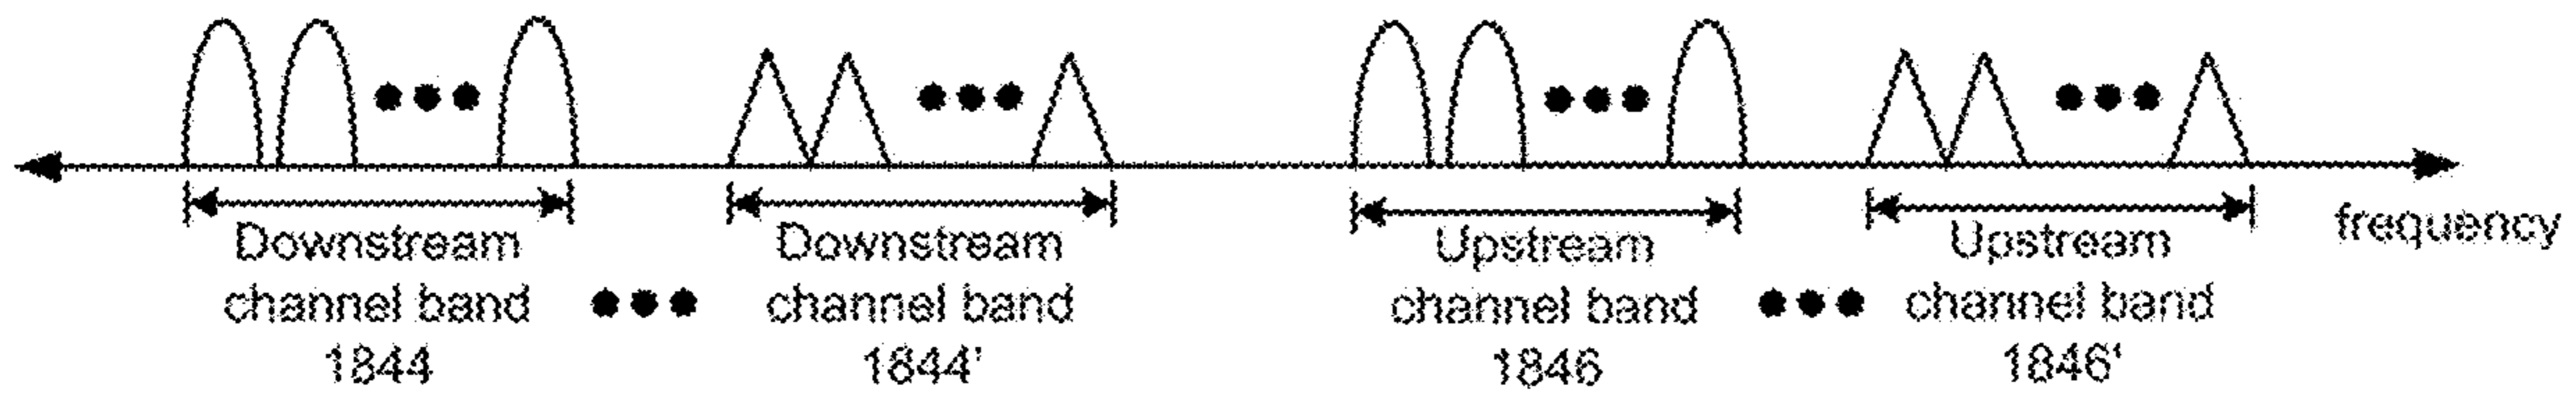 Downstream
channel band
1844
Downstream
channel band
1844'
Upstream
channel band
1846
Upstream
channel band
1846'
frequency